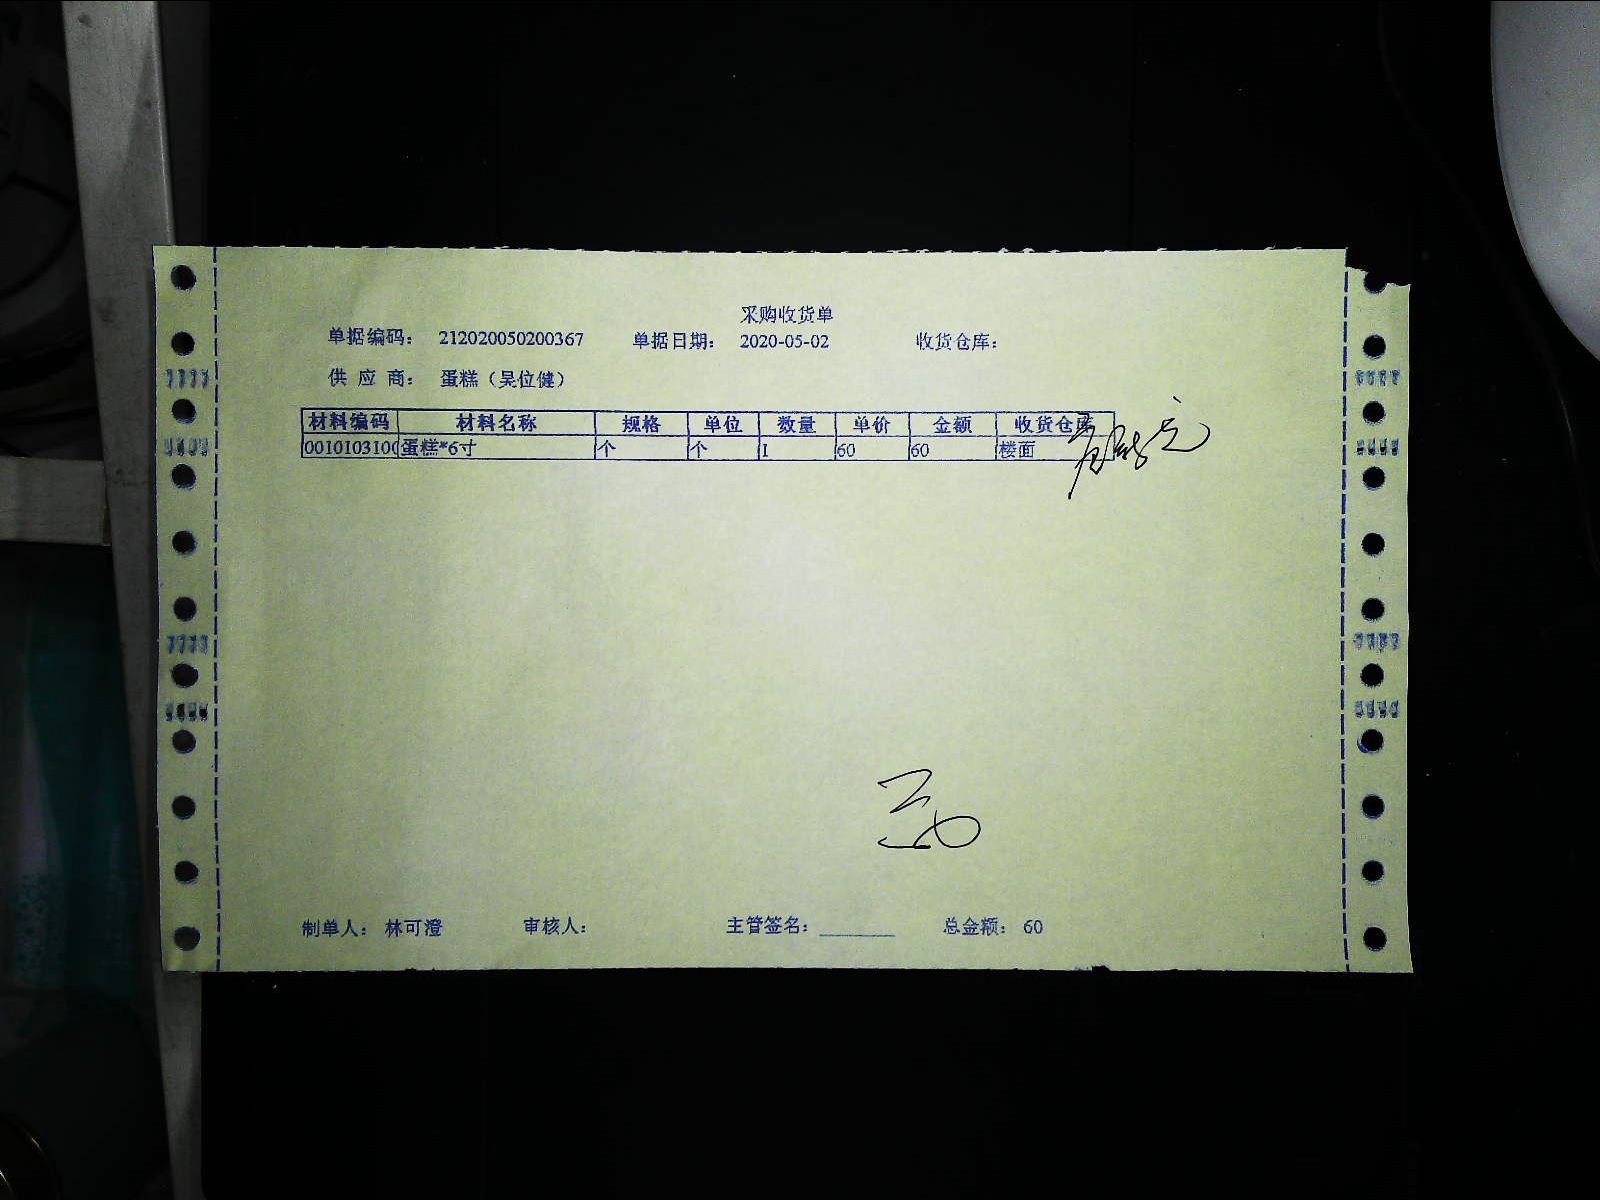 采购收货单
单据编码： 212020050200367 单据日期： 2020-05-02 收货仓库：
供 应 商： 蛋糕（吴位健）
材料编码 材料名称 规格 单位 数量 单价 金额 收货仓库
0010103100 蛋糕*6寸 个 个 1 60 60 楼面
制单人： 林可澄 审核人： 主管签名： 总金额： 60